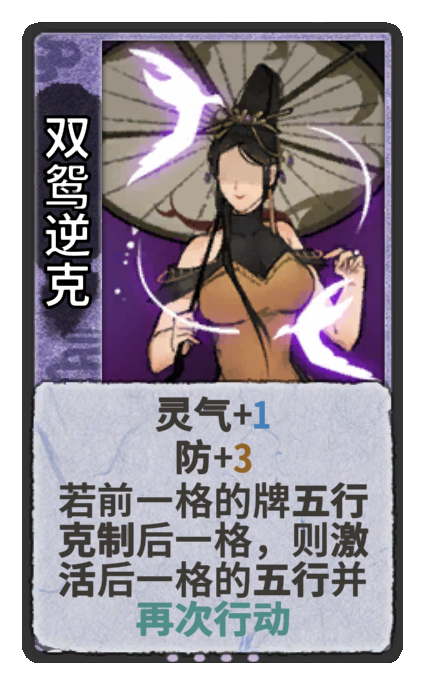 双鸳逆克
灵气+1
防+3
若前一格的牌五行
克制后一格，则激
活后一格的五行并
再次行动